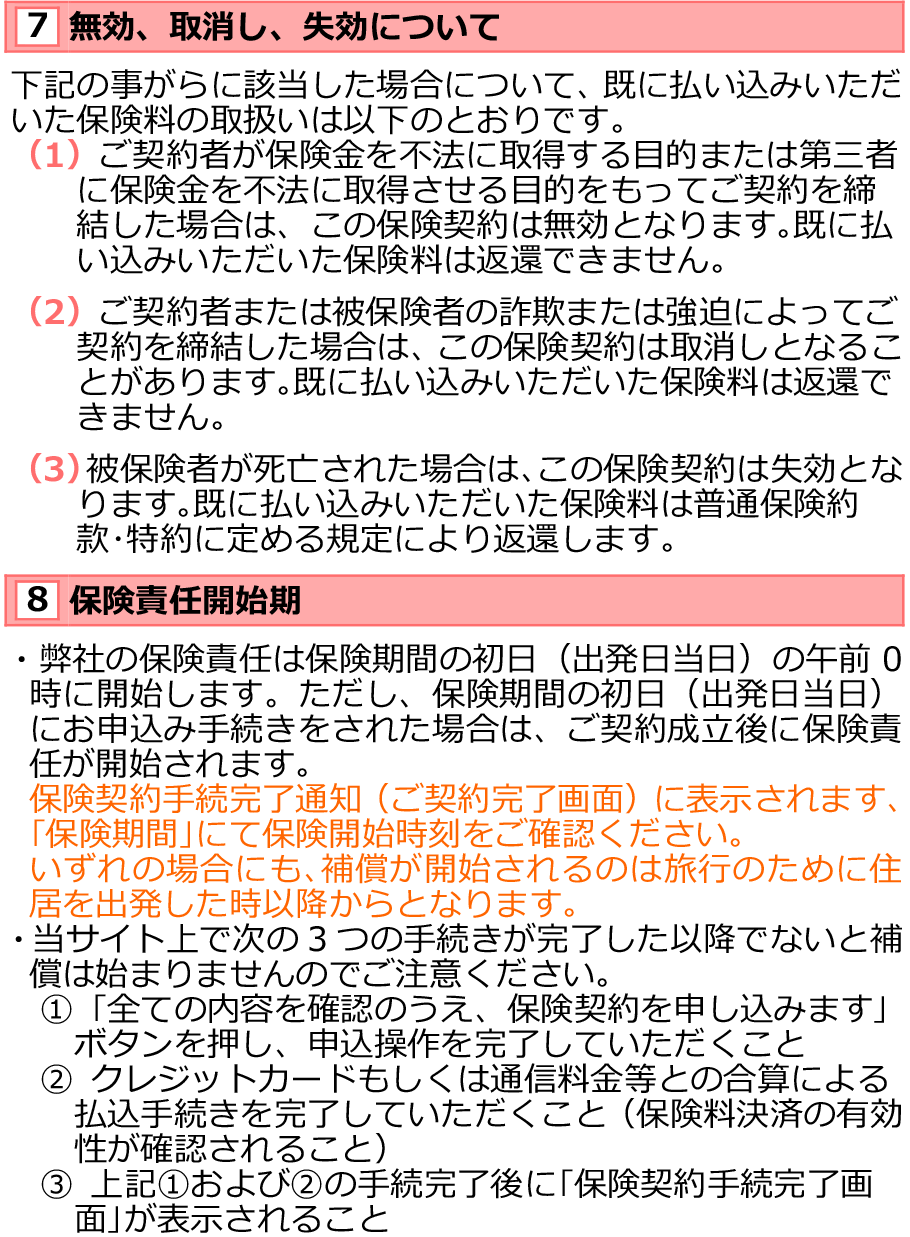 7 無効、取消し、失効について
下記の事がらに該当した場合について、既に払い込みいただ
いた保険料の取扱いは以下のとおりです。
（1）ご契約者が保険金を不法に取得する目的または第三者
に保険金を不法に取得させる目的をもってご契約を締
結した場合は、この保険契約は無効となります。既に払
い込みいただいた保険料は返還できません。
（2）ご契約者または被保険者の詐欺または強迫によってご
契約を締結した場合は、この保険契約は取消しとなるこ
とがあります。既に払い込みいただいた保険料は返還で
きません。
（3）被保険者が死亡された場合は、この保険契約は失効とな
ります。既に払い込みいただいた保険料は普通保険約
款・特約に定める規定により返還します。
8 保険責任開始期
・弊社の保険責任は保険期間の初日（出発日当日）の午前 0
時に開始します。ただし、保険期間の初日（出発日当日）
にお申込み手続きをされた場合は、ご契約成立後に保険責
任が開始されます。
保険契約手続完了通知（ご契約完了画面）に表示されます、
「保険期間」にて保険開始時刻をご確認ください。
いずれの場合にも、補償が開始されるのは旅行のために住
居を出発した時以降からとなります。
・当サイト上で次の 3 つの手続きが完了した以降でないと補
償は始まりませんのでご注意ください。
①「全ての内容を確認のうえ、保険契約を申し込みます」
ボタンを押し、申込操作を完了していただくこと
② クレジットカードもしくは通信料金等との合算による
払込手続きを完了していただくこと（保険料決済の有効
性が確認されること）
③ 上記①および②の手続完了後に「保険契約手続完了画
面」が表示されること